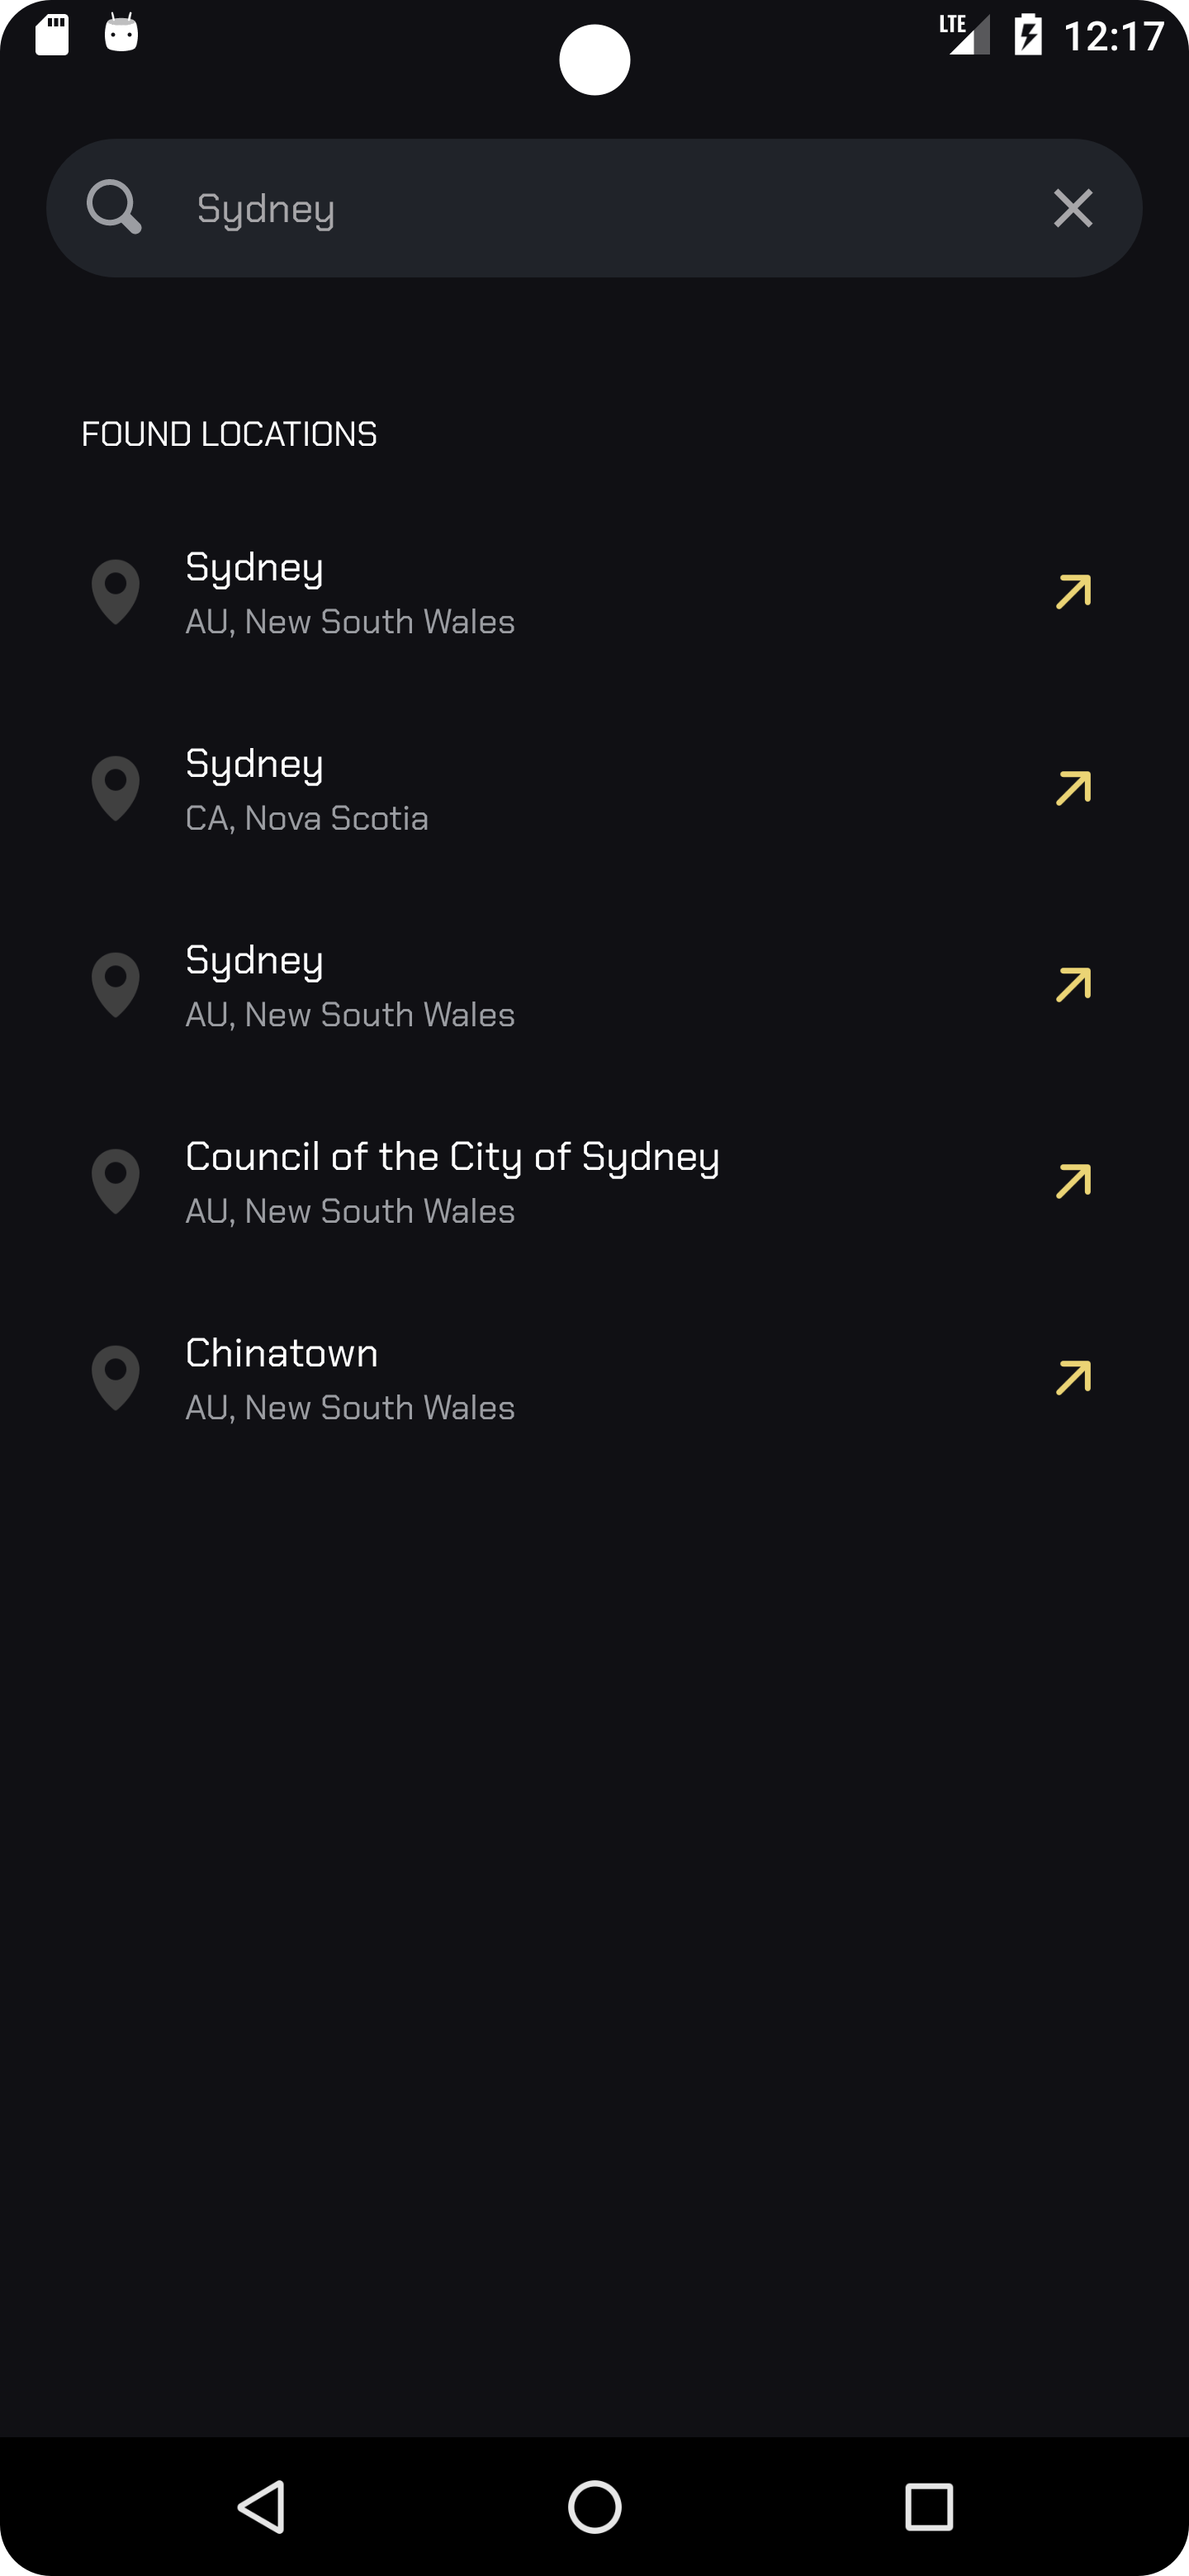 LTE 12:17
Sydney
FOUND LOCATIONS
Sydney
AU, New South Wales
Sydney
CA, Nova Scotia
Sydney
AU, New South Wales
Council of the City of Sydney
AU, New South Wales
Chinatown
AU, New South Wales